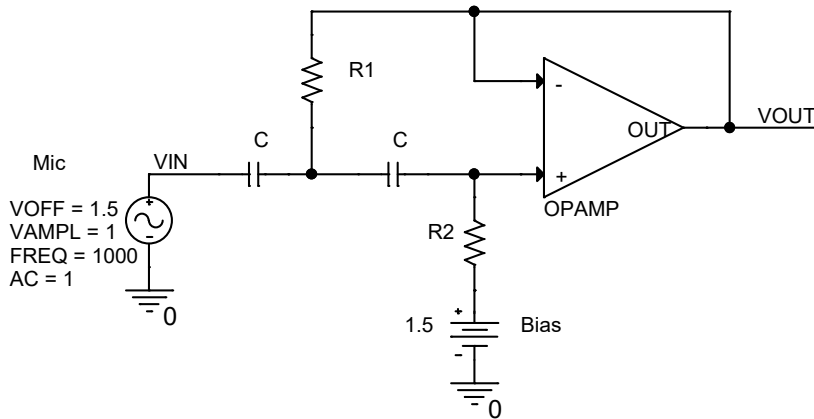 R1
-
OUT
VOUT
C
C
Mic
VIN
+
+
-
VOFF = 1.5
VAMPL = 1
FREQ = 1000
AC = 1
OPAMP
R2
0
+
1.5
Bias
-
0